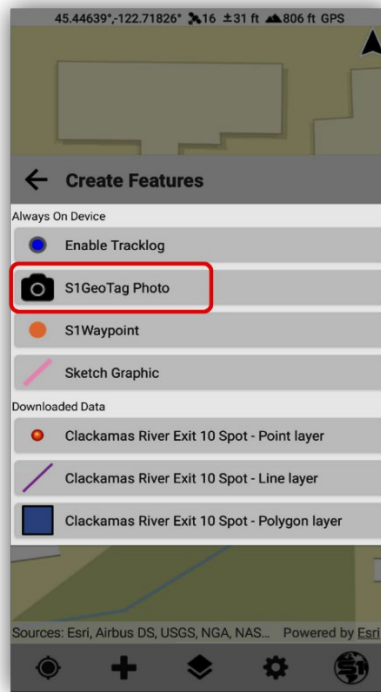 45.44639°,-122.71826° 16 ±31 ft 806 ft GPS
Create Features
Always On Device
Enable Tracklog
S1GeoTag Photo
S1Waypoint
Sketch Graphic
Downloaded Data
Clackamas River Exit 10 Spot - Point layer
Clackamas River Exit 10 Spot - Line layer
Clackamas River Exit 10 Spot - Polygon layer
Sources: Esri, Airbus DS, USGS, NGA, NAS... Powered by Esri
S1